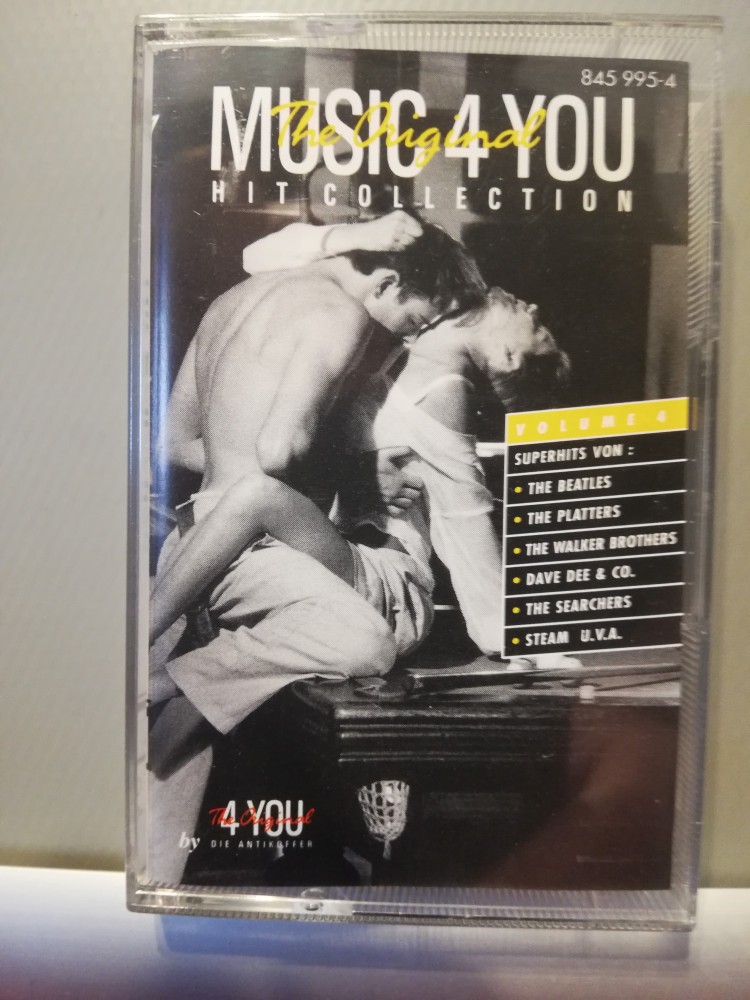 845 995-4
MUSIC 4 YOU
The Original
HIT COLLECTION
VOLUME 4
SUPERHITS VON :
• THE BEATLES
• THE PLATTERS
• THE WALKER BROTHERS
• DAVE DEE & CO.
• THE SEARCHERS
• STEAM U.V.A.
4 YOU
The Original
by DIE ANTIKOFFER